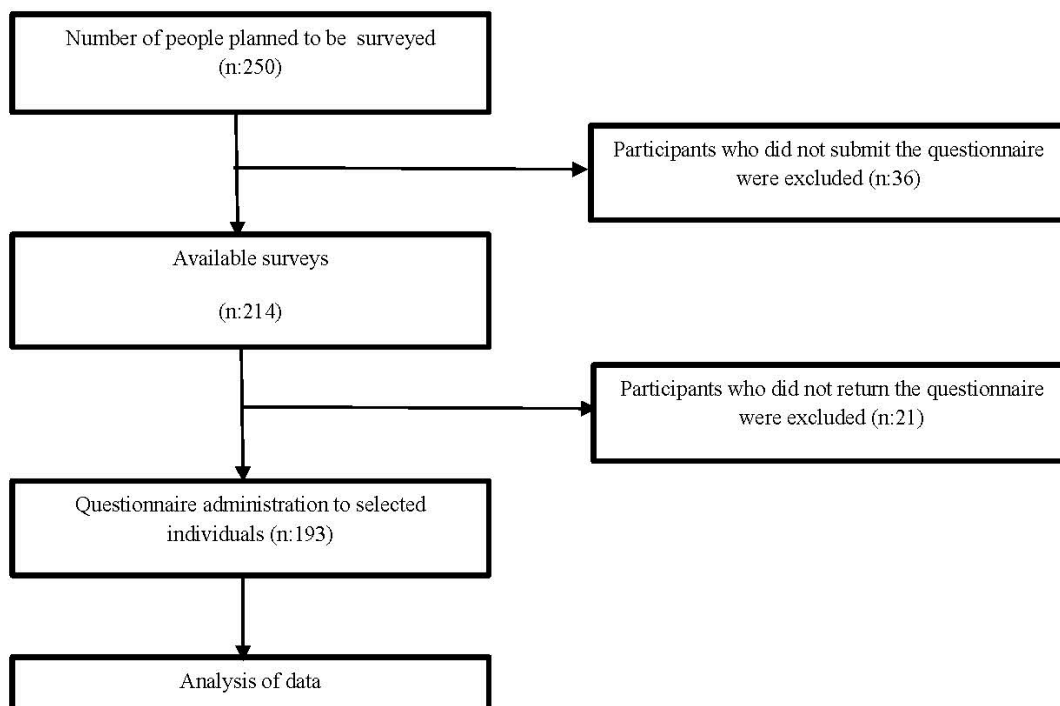 Number of people planned to be surveyed
(n:250)
Participants who did not submit the questionnaire
were excluded (n:36)
Available surveys
(n:214)
Participants who did not return the questionnaire
were excluded (n:21)
Questionnaire administration to selected
individuals (n:193)
Analysis of data